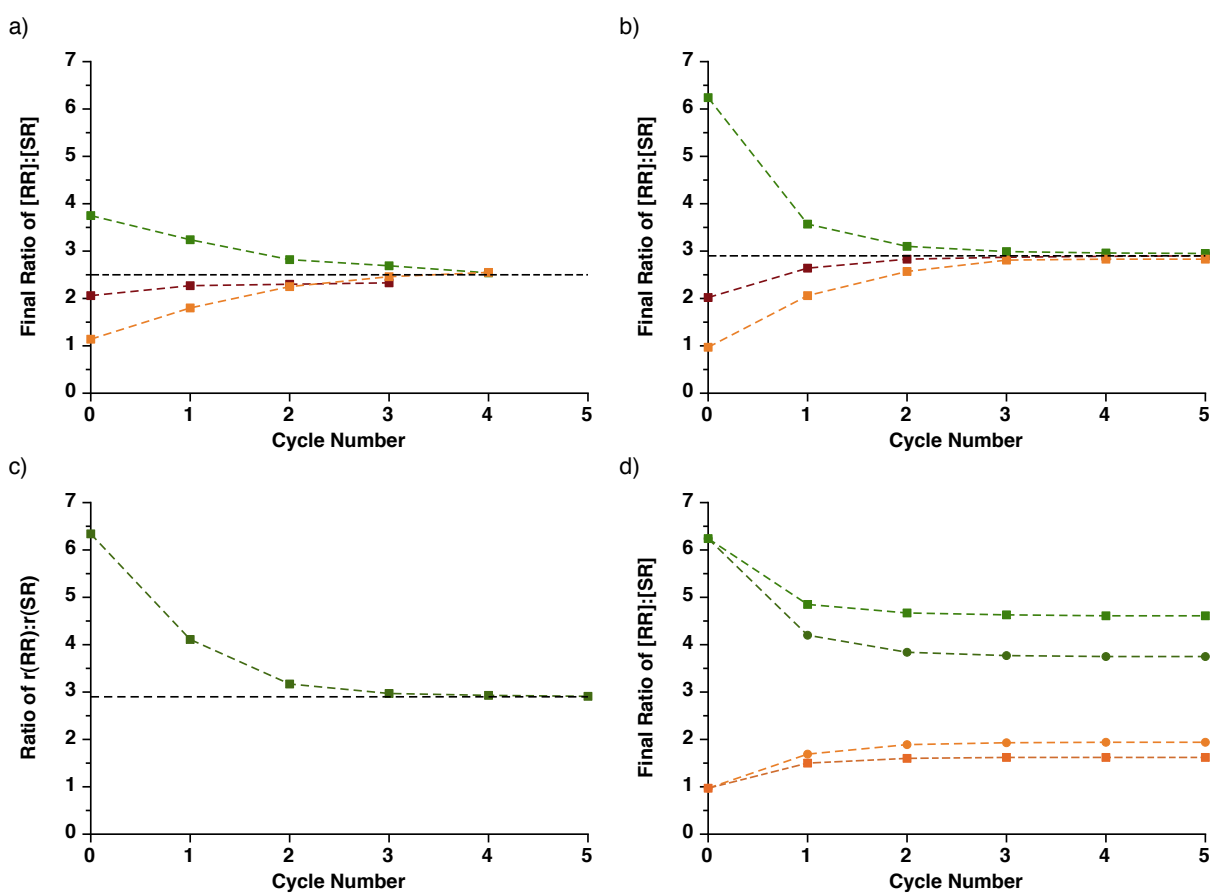 a)
Final Ratio of [RR]:[SR]
7
6
5
4
3
2
1
0
0 1 2 3 4 5
Cycle Number
b)
Final Ratio of [RR]:[SR]
7
6
5
4
3
2
1
0
0 1 2 3 4 5
Cycle Number
c)
Ratio of r(RR):r(SR)
7
6
5
4
3
2
1
0
0 1 2 3 4 5
Cycle Number
d)
Final Ratio of [RR]:[SR]
7
6
5
4
3
2
1
0
0 1 2 3 4 5
Cycle Number